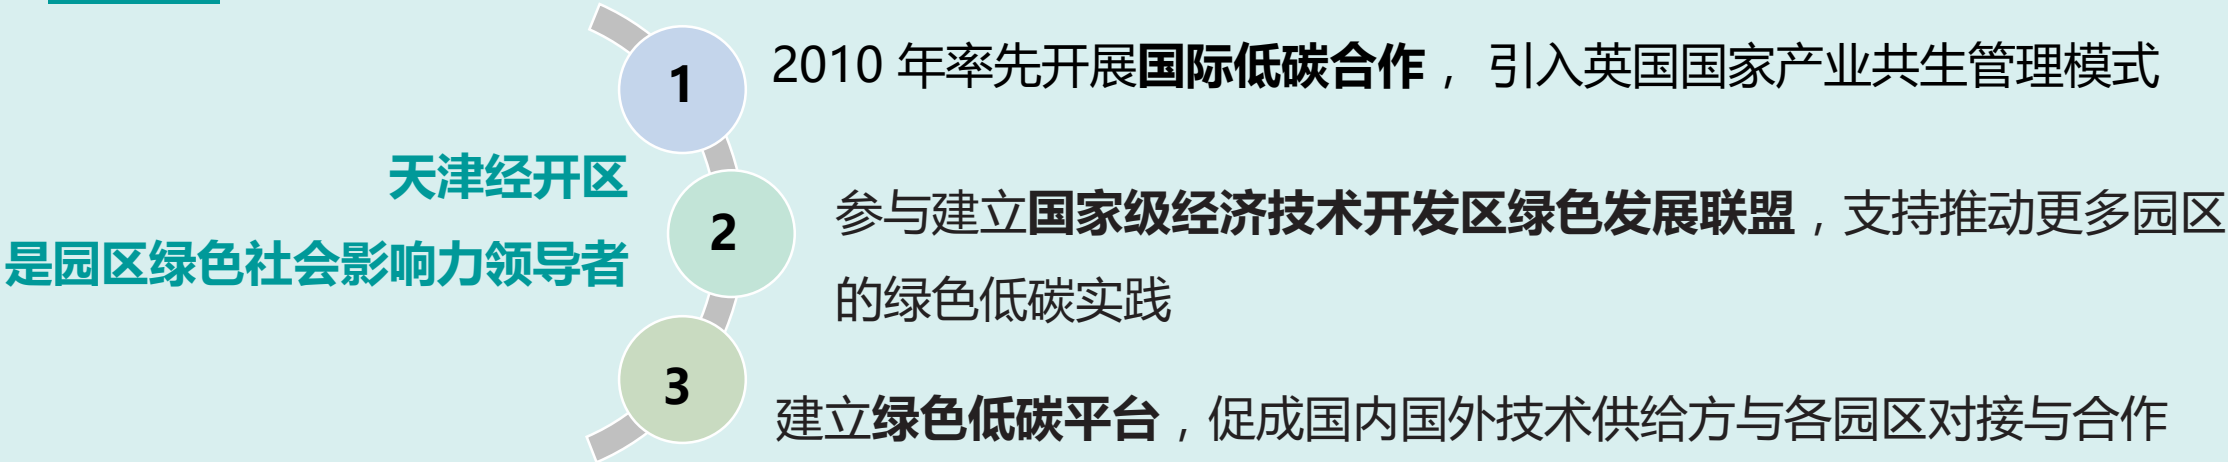 天津经开区
是园区绿色社会影响力领导者
1
2010 年率先开展国际低碳合作， 引入英国国家产业共生管理模式
2
参与建立国家级经济技术开发区绿色发展联盟，支持推动更多园区
的绿色低碳实践
3
建立绿色低碳平台，促成国内国外技术供给方与各园区对接与合作